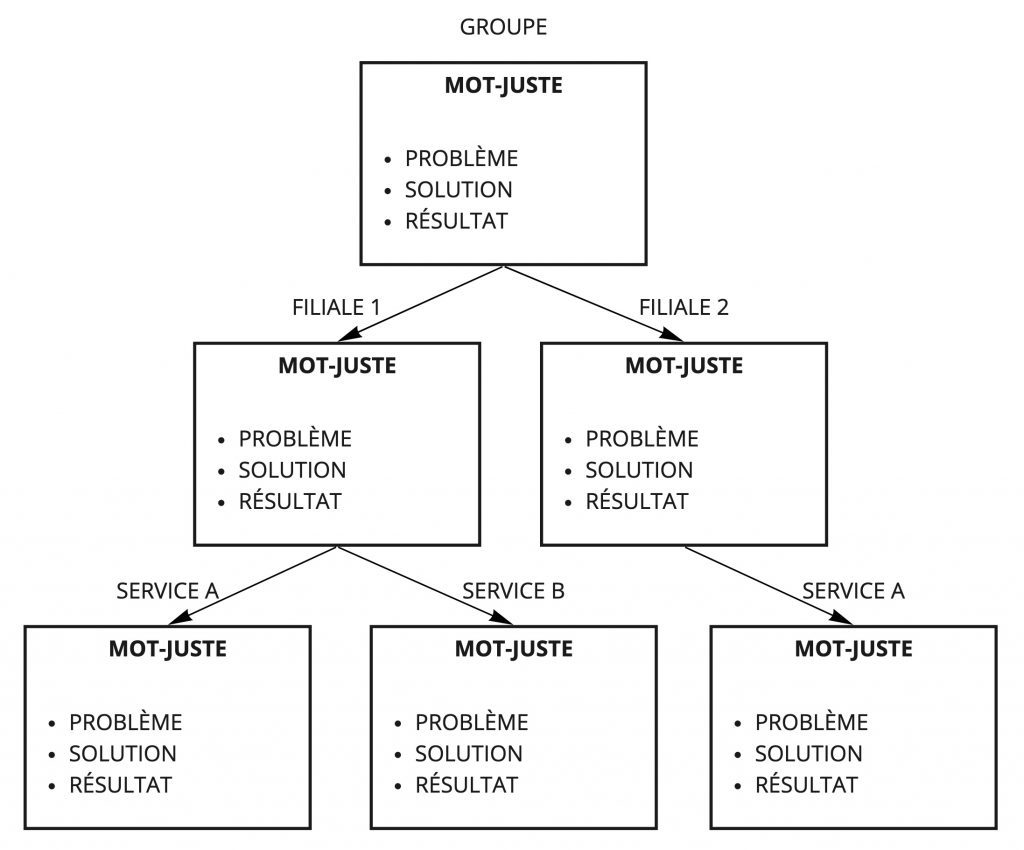 GROUPE
MOT-JUSTE
• PROBLÈME
• SOLUTION
• RÉSULTAT
FILIALE 1
FILIALE 2
MOT-JUSTE
• PROBLÈME
• SOLUTION
• RÉSULTAT
MOT-JUSTE
• PROBLÈME
• SOLUTION
• RÉSULTAT
SERVICE A
SERVICE B
SERVICE A
MOT-JUSTE
• PROBLÈME
• SOLUTION
• RÉSULTAT
MOT-JUSTE
• PROBLÈME
• SOLUTION
• RÉSULTAT
MOT-JUSTE
• PROBLÈME
• SOLUTION
• RÉSULTAT